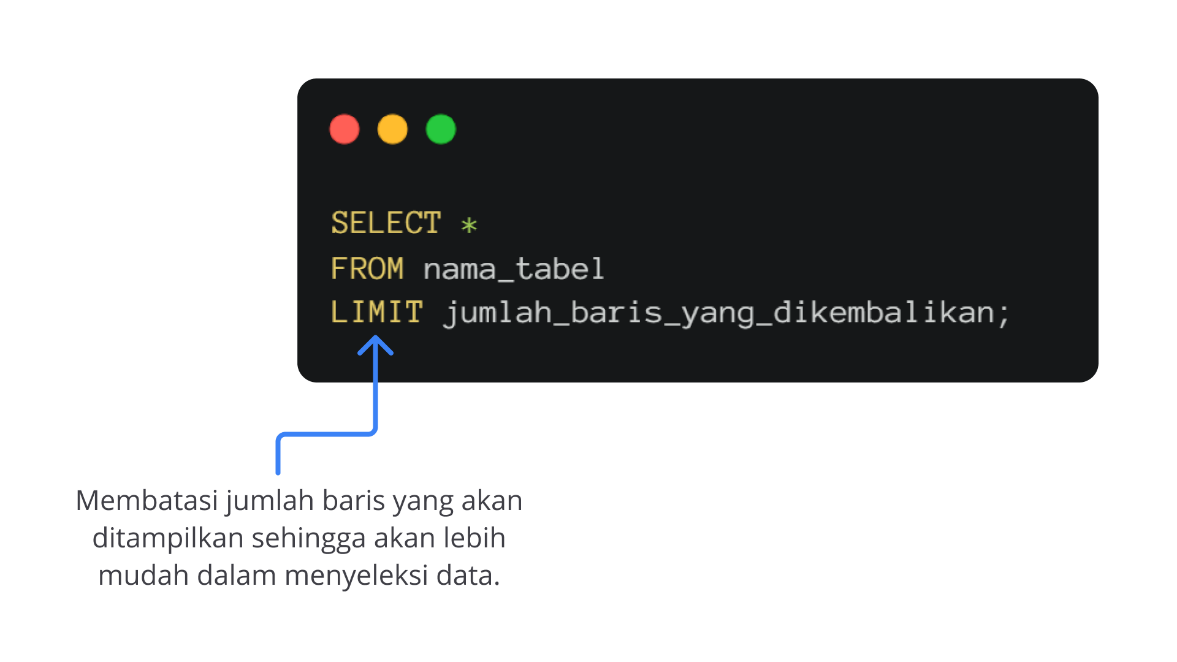 SELECT *
FROM nama_tabel
LIMIT jumlah_baris_yang_dikembalikan;
Membatasi jumlah baris yang akan
ditampilkan sehingga akan lebih
mudah dalam menyeleksi data.